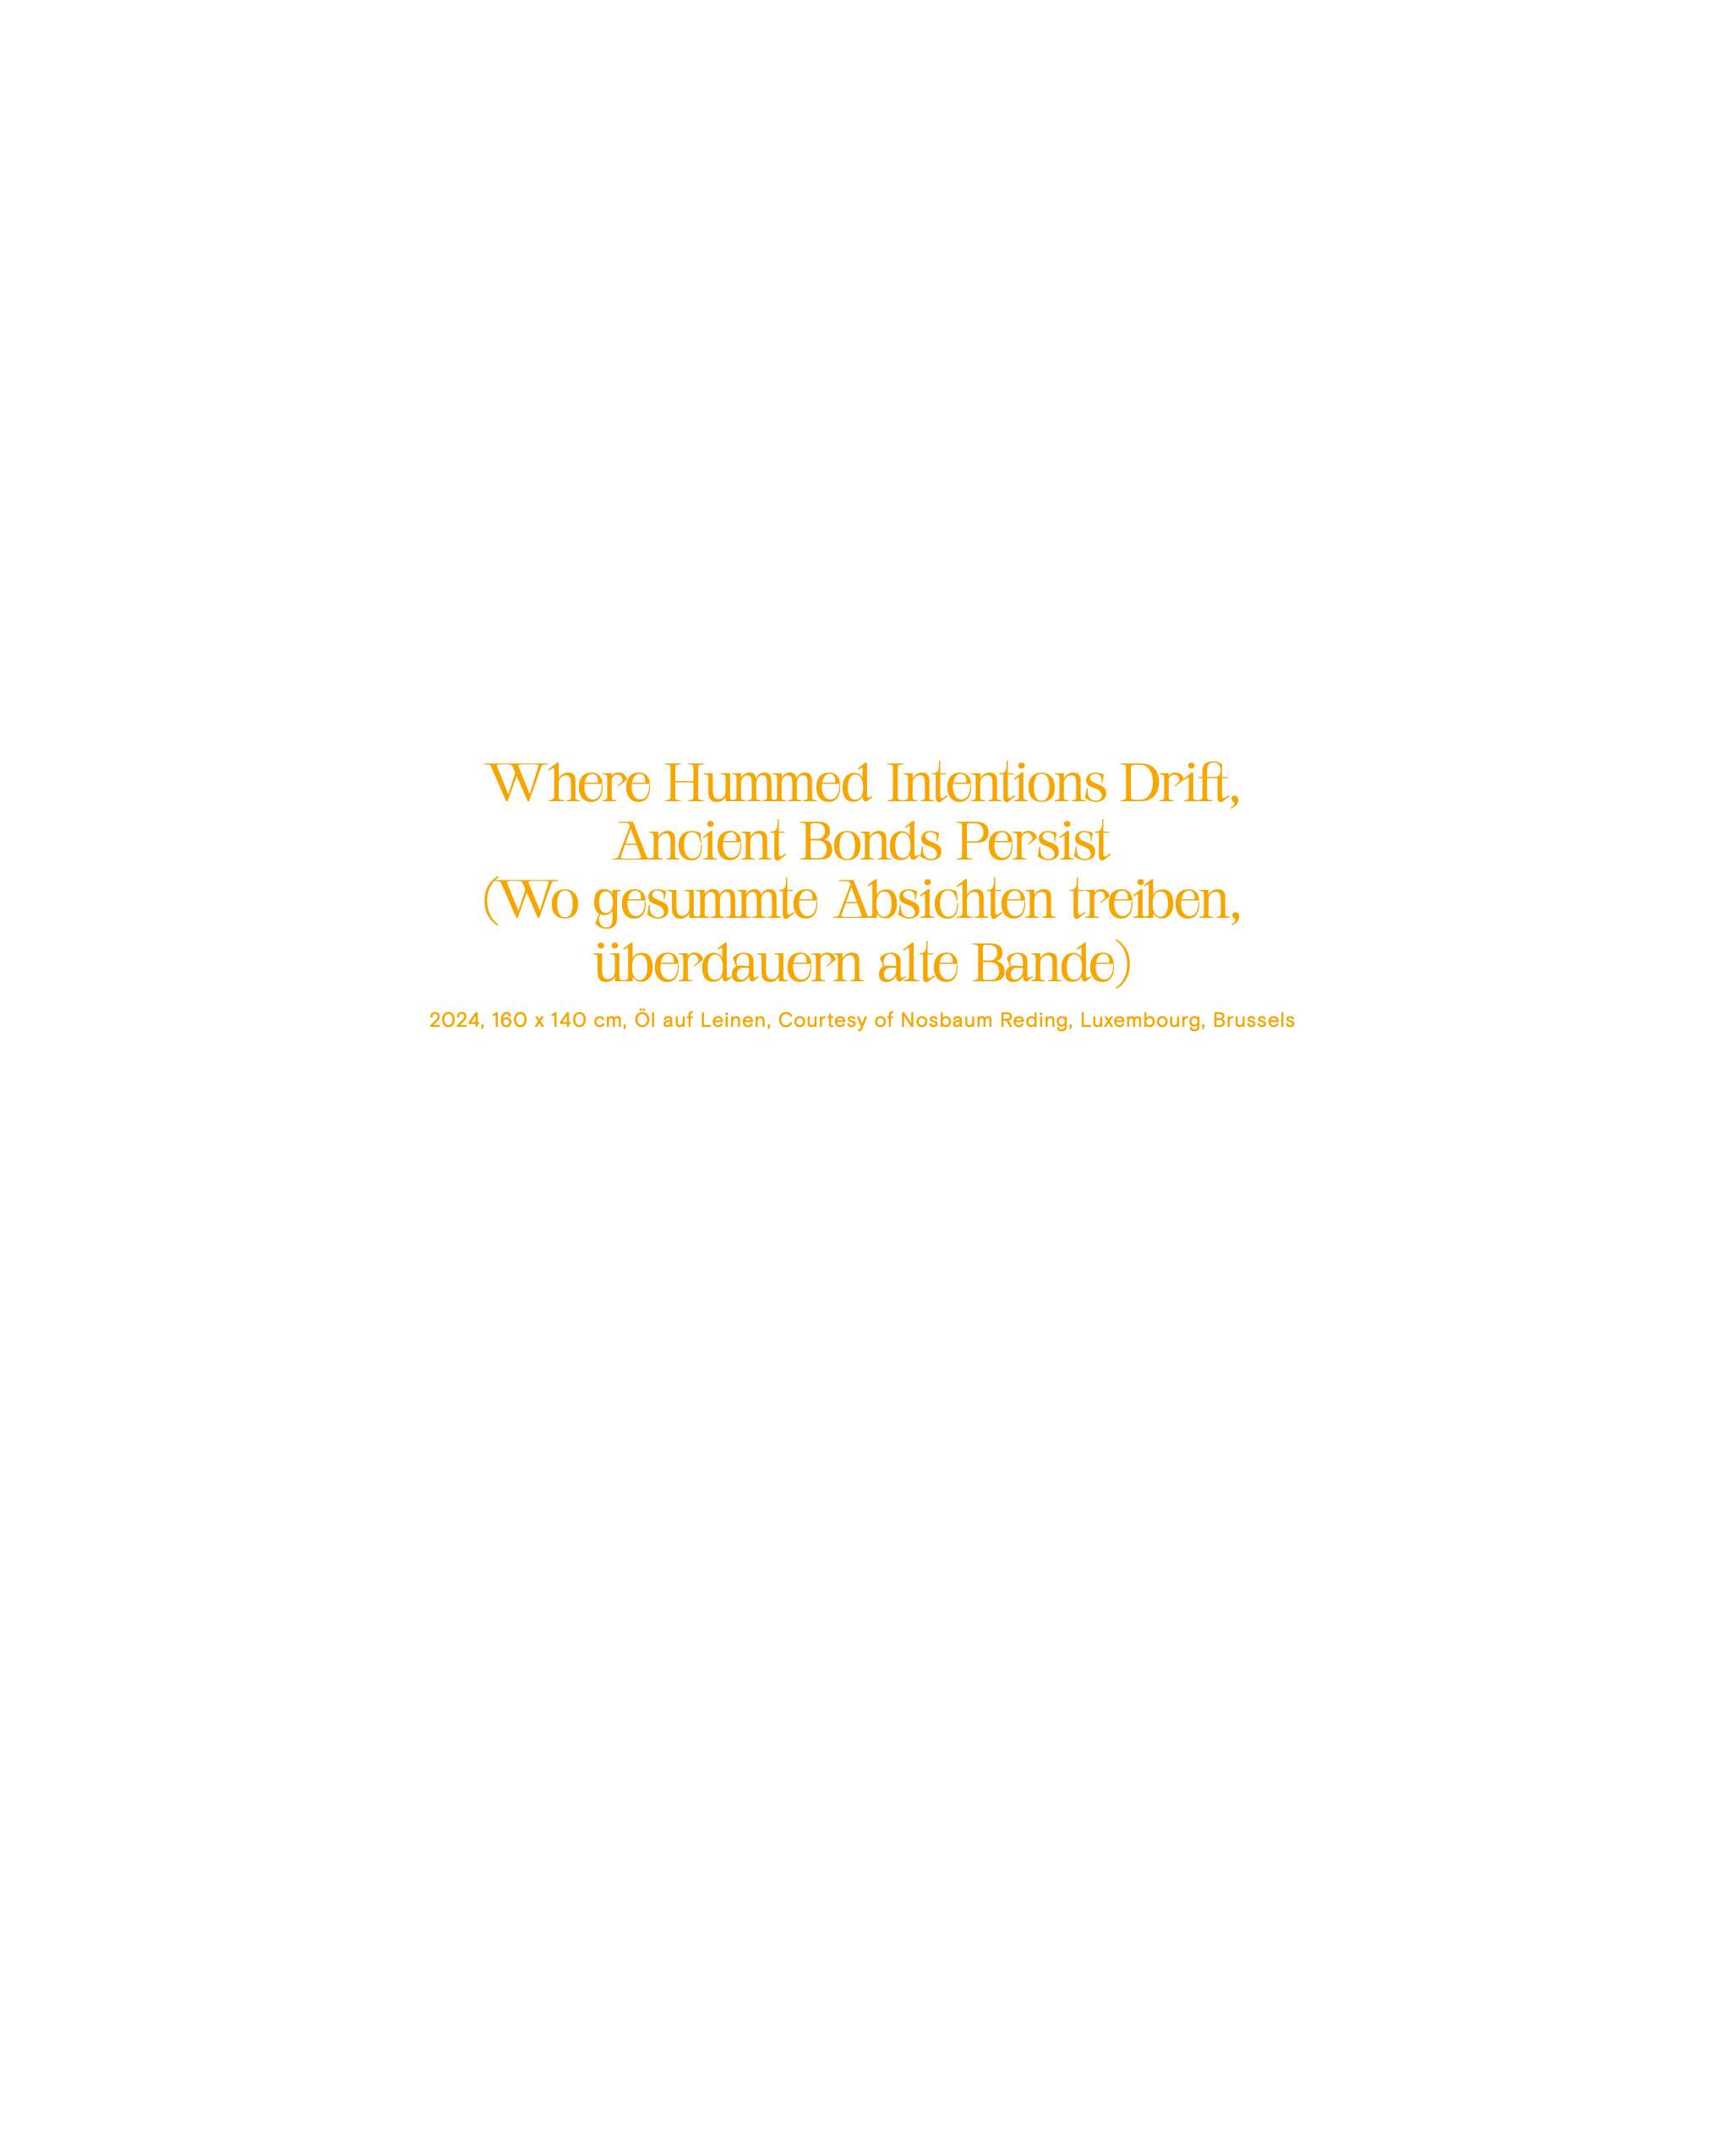 Where Hummed Intentions Drift,
Ancient Bonds Persist
(Wo gesummte Absichten treiben,
überdauern alte Bande)
2024, 160 x 140 cm, Öl auf Leinen, Courtesy of Nosbaum Reding, Luxembourg, Brussels